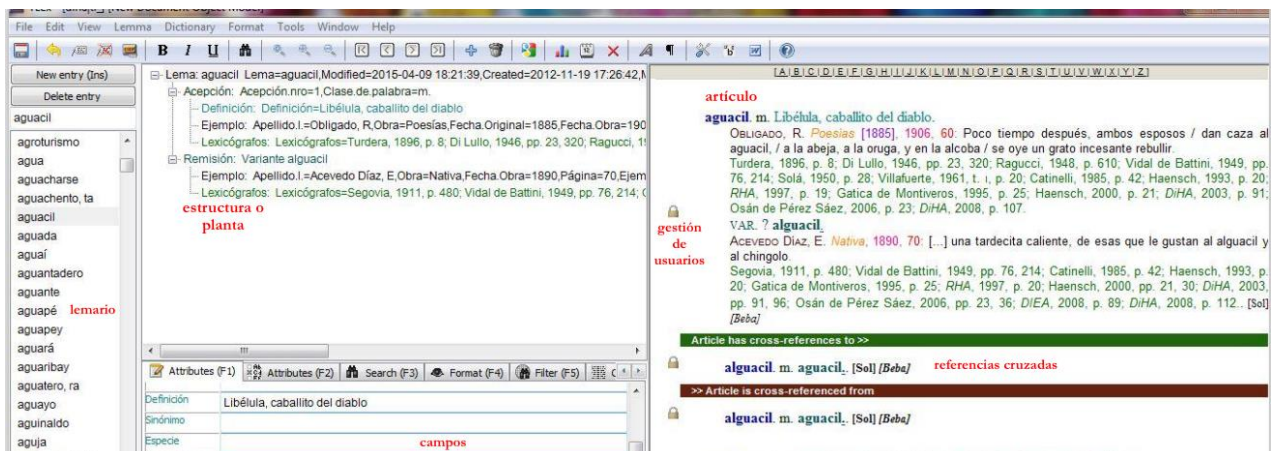 File Edit View Lemma Dictionary Format Tools Window Help
B I U
New entry (Ins)
Delete entry
aguacil
agroturismo
agua
aguacharse
aguachento, ta
aguacil
aguada
aguaí
aguantadero
aguante
aguapé lemario
aguapey
aguará
aguaribay
aguatero, ra
aguayo
aguinaldo
aguja
Lema: aguacil Lema=aguacil,Modified=2015-04-09 18:21:39,Created=2012-11-19 17:26:42,
Acepción: Acepción.nro=1,Clase.de.palabra=m.
Definición: Definición=Libélula, caballito del diablo
Ejemplo: Apellido.I.=Obligado, R,Obra=Poesías,Fecha.Original=1885,Fecha.Obra=190
Lexicógrafos: Lexicógrafos=Turdera, 1896, p. 8; Di Lullo, 1946, pp. 23, 320; Ragucci,
Remisión: Variante alguacil
Ejemplo: Apellido.I.=Acevedo Díaz, E,Obra=Nativa,Fecha.Obra=1890,Página=70,Ejem
Lexicógrafos: Lexicógrafos=Segovia, 1911, p. 480; Vidal de Battini, 1949, pp. 76, 214;
estructura o
planta
Attributes (F1) Attributes (F2) Search (F3) Format (F4) Filter (F5)
Definición Libélula, caballito del diablo
Sinónimo
Especie
campos
[A|B|C|D|E|F|G|H|I|J|K|L|M|N|O|P|Q|R|S|T|U|V|W|X|Y|Z]
artículo
aguacil. m. Libélula, caballito del diablo.
OBLIGADO, R. Poesías [1885], 1906, 60: Poco tiempo después, ambos esposos / dan caza al
aguacil, / a la abeja, a la oruga, y en la alcoba / se oye un grato incesante rebullir.
Turdera, 1896, p. 8; Di Lullo, 1946, pp. 23, 320; Ragucci, 1948, p. 610; Vidal de Battini, 1949, pp.
76, 214; Solá, 1950, p. 28; Villafuerte, 1961, t. I, p. 20; Catinelli, 1985, p. 42; Haensch, 1993, p. 20;
RHA, 1997, p. 19; Gatica de Montiveros, 1995, p. 25; Haensch, 2000, p. 21; DiHA, 2003, p. 91;
Osán de Pérez Sáez, 2006, p. 23; DiHA, 2008, p. 107.
VAR. ? alguacil.
ACEVEDO DÍAZ, E. Nativa, 1890, 70: [...] una tardecita caliente, de esas que le gustan al alguacil y
al chingolo.
Segovia, 1911, p. 480; Vidal de Battini, 1949, pp. 76, 214; Catinelli, 1985, p. 42; Haensch, 1993, p.
20; Gatica de Montiveros, 1995, p. 25; RHA, 1997, p. 20; Haensch, 2000, pp. 21, 30; DiHA, 2003,
pp. 91, 96; Osán de Pérez Sáez, 2006, pp. 23, 36; DIEA, 2008, p. 89; DiHA, 2008, p. 112.. [Sol]
[Beba]
gestión
de
usuarios
Article has cross-references to >>
alguacil. m. aguacil.. [Sol] [Beba] referencias cruzadas
>> Article is cross-referenced from
alguacil. m. aguacil.. [Sol] [Beba]